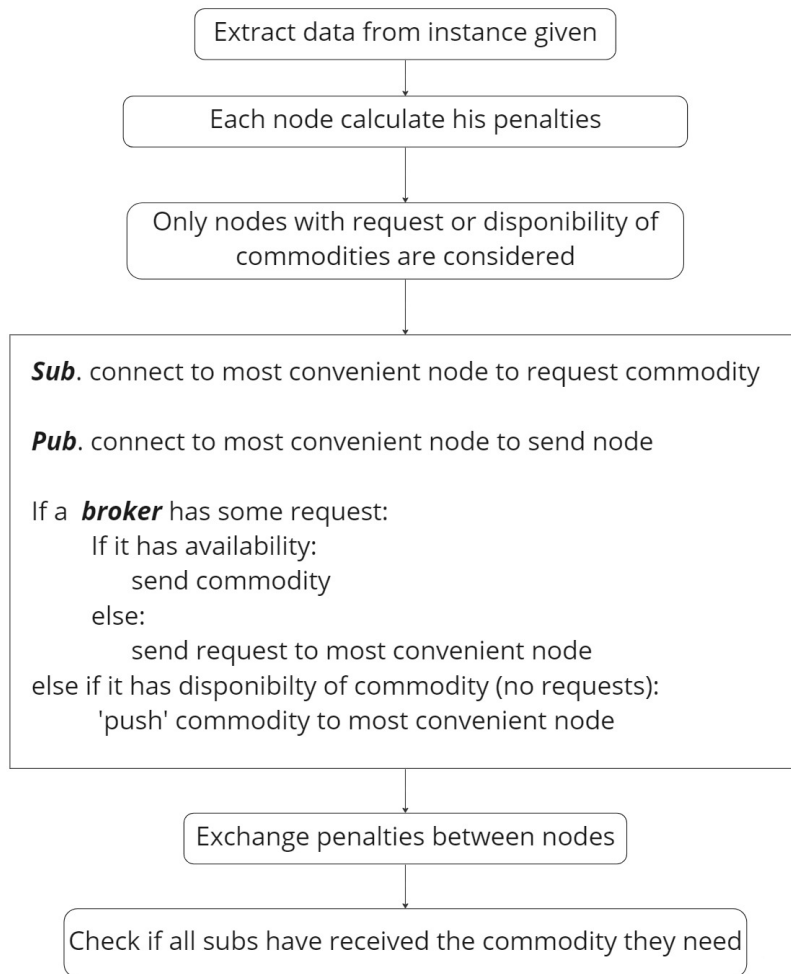 Extract data from instance given
Each node calculate his penalties
Only nodes with request or disponibility of
commodities are considered
Sub. connect to most convenient node to request commodity
Pub. connect to most convenient node to send node
If a broker has some request:
If it has availability:
send commodity
else:
send request to most convenient node
else if it has disponibilty of commodity (no requests):
'push' commodity to most convenient node
Exchange penalties between nodes
Check if all subs have received the commodity they need